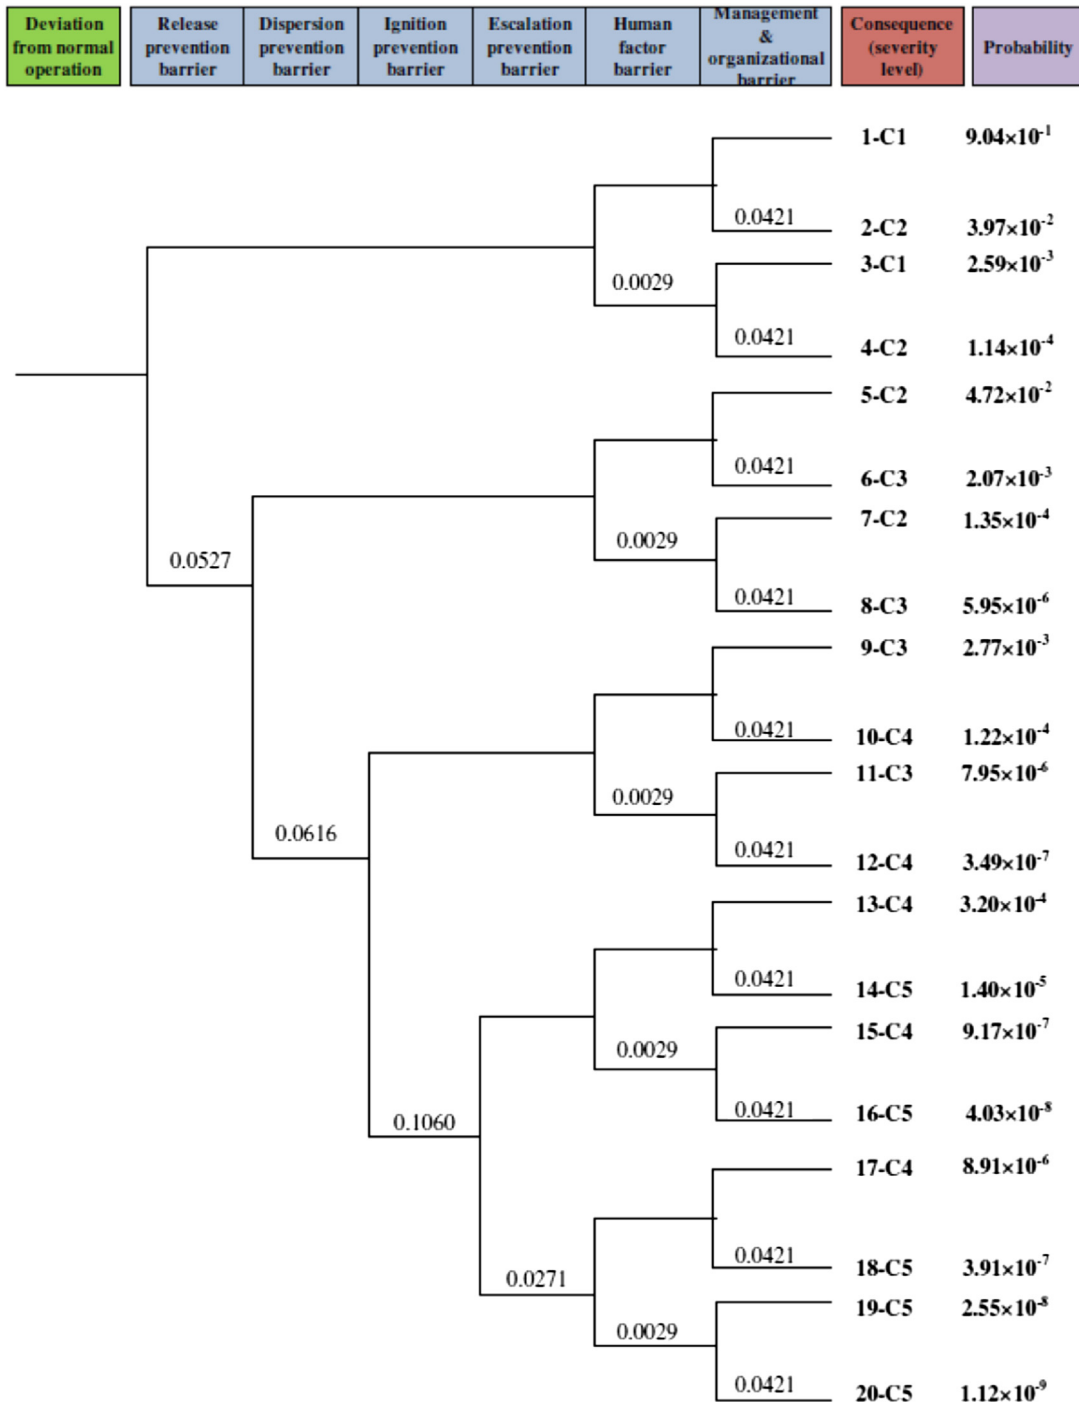 Deviation
from normal
operation
Release
prevention
barrier
Dispersion
prevention
barrier
Ignition
prevention
barrier
Escalation
prevention
barrier
Human
factor
barrier
Management
&
organizational
barrier
Consequence
(severity
level)
Probability
1-C1 9.04×10⁻¹
0.0421
2-C2 3.97×10⁻²
3-C1 2.59×10⁻³
0.0029
0.0421
4-C2 1.14×10⁻⁴
5-C2 4.72×10⁻²
0.0421
6-C3 2.07×10⁻³
7-C2 1.35×10⁻⁴
0.0029
0.0527
0.0421
8-C3 5.95×10⁻⁶
9-C3 2.77×10⁻³
0.0421
10-C4 1.22×10⁻⁴
11-C3 7.95×10⁻⁶
0.0029
0.0616
0.0421
12-C4 3.49×10⁻⁷
13-C4 3.20×10⁻⁴
0.0421
14-C5 1.40×10⁻⁵
15-C4 9.17×10⁻⁷
0.0029
0.0421
16-C5 4.03×10⁻⁸
0.1060
17-C4 8.91×10⁻⁶
0.0421
18-C5 3.91×10⁻⁷
0.0271
19-C5 2.55×10⁻⁸
0.0029
0.0421
20-C5 1.12×10⁻⁹